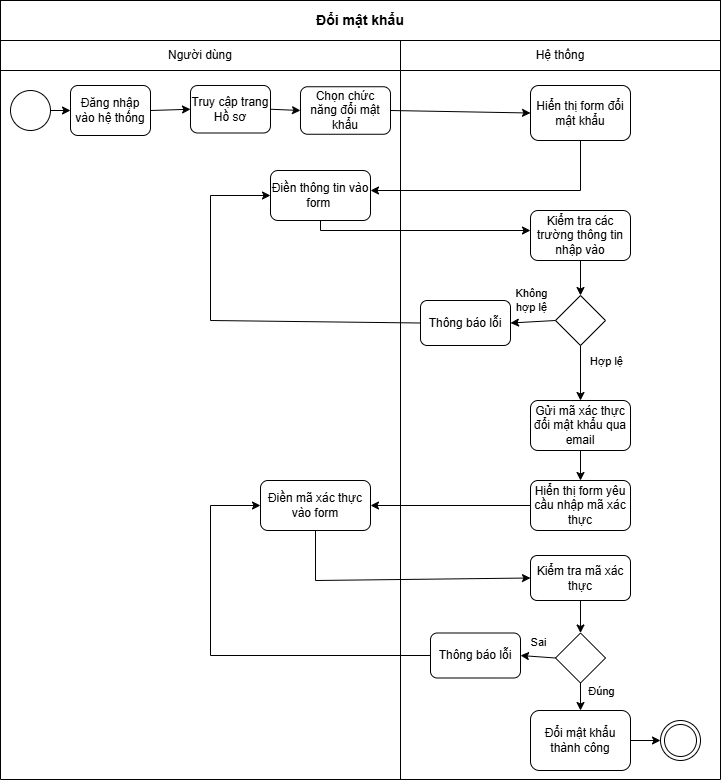 Đổi mật khẩu
Người dùng
Hệ thống
Đăng nhập
vào hệ thống
Truy cập trang
Hồ sơ
Chọn chức
năng đổi mật
khẩu
Hiển thị form đổi
mật khẩu
Điền thông tin vào
form
Kiểm tra các
trường thông tin
nhập vào
Không
hợp lệ
Thông báo lỗi
Hợp lệ
Gửi mã xác thực
đổi mật khẩu qua
email
Hiển thị form yêu
cầu nhập mã xác
thực
Điền mã xác thực
vào form
Kiểm tra mã xác
thực
Sai
Thông báo lỗi
Đúng
Đổi mật khẩu
thành công